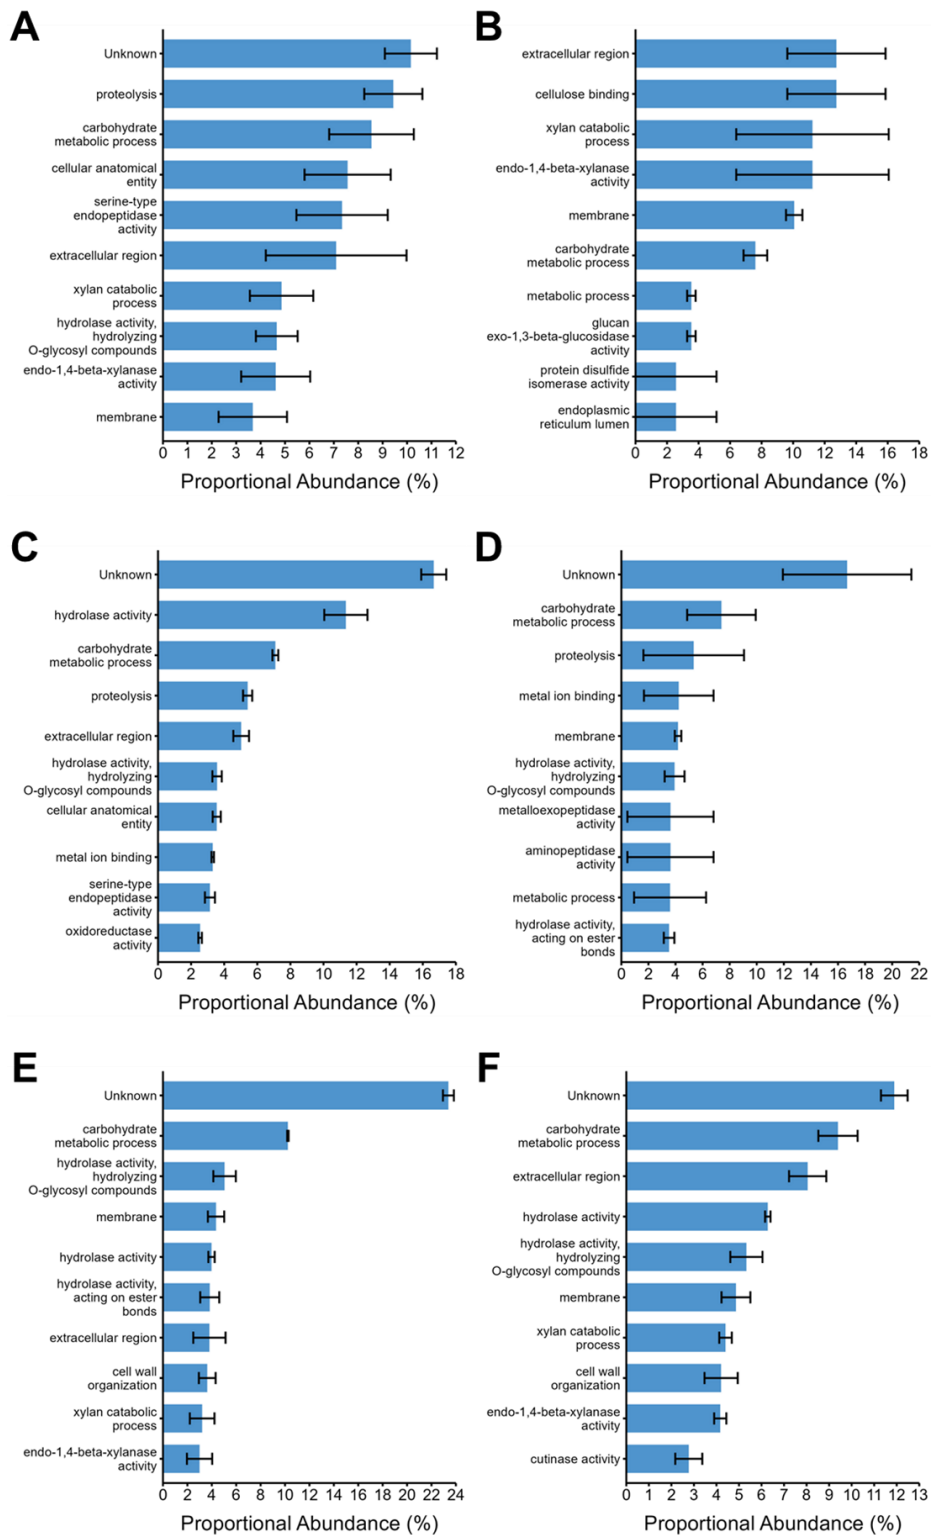 A
Unknown
proteolysis
carbohydrate
metabolic process
cellular anatomical
entity
serine-type
endopeptidase
activity
extracellular region
xylan catabolic
process
hydrolase activity,
hydrolyzing
O-glycosyl compounds
endo-1,4-beta-xylanase
activity
membrane
0 1 2 3 4 5 6 7 8 9 10 11 12
Proportional Abundance (%)
B
extracellular region
cellulose binding
xylan catabolic
process
endo-1,4-beta-xylanase
activity
membrane
carbohydrate
metabolic process
metabolic process
glucan
exo-1,3-beta-glucosidase
activity
protein disulfide
isomerase activity
endoplasmic
reticulum lumen
0 2 4 6 8 10 12 14 16 18
Proportional Abundance (%)
C
Unknown
hydrolase activity
carbohydrate
metabolic process
proteolysis
extracellular region
hydrolase activity,
hydrolyzing
O-glycosyl compounds
cellular anatomical
entity
metal ion binding
serine-type
endopeptidase
activity
oxidoreductase
activity
0 2 4 6 8 10 12 14 16 18
Proportional Abundance (%)
D
Unknown
carbohydrate
metabolic process
proteolysis
metal ion binding
membrane
hydrolase activity,
hydrolyzing
O-glycosyl compounds
metalloexopeptidase
activity
aminopeptidase
activity
metabolic process
hydrolase activity,
acting on ester
bonds
0 2 4 6 8 10 12 14 16 18 20 22
Proportional Abundance (%)
E
Unknown
carbohydrate
metabolic process
hydrolase activity,
hydrolyzing
O-glycosyl compounds
membrane
hydrolase activity
hydrolase activity,
acting on ester
bonds
extracellular region
cell wall
organization
xylan catabolic
process
endo-1,4-beta-xylanase
activity
0 2 4 6 8 10 12 14 16 18 20 22 24
Proportional Abundance (%)
F
Unknown
carbohydrate
metabolic process
extracellular region
hydrolase activity
hydrolase activity,
hydrolyzing
O-glycosyl compounds
membrane
xylan catabolic
process
cell wall
organization
endo-1,4-beta-xylanase
activity
cutinase activity
0 1 2 3 4 5 6 7 8 9 10 11 12 13
Proportional Abundance (%)